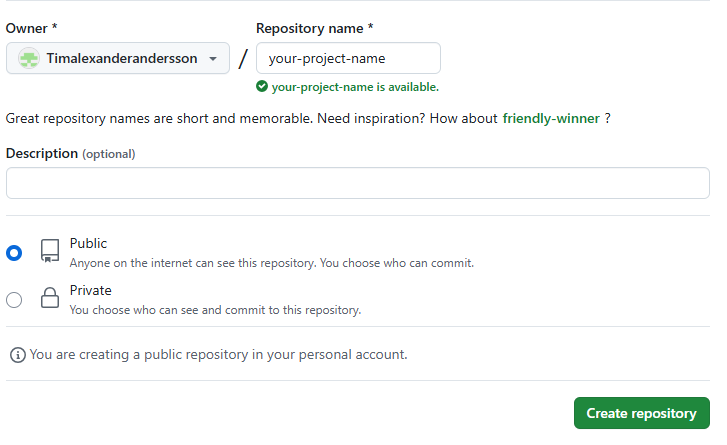 Owner * Repository name *
Timalexanderandersson / your-project-name
your-project-name is available.
Great repository names are short and memorable. Need inspiration? How about friendly-winner ?
Description (optional)
Public
Anyone on the internet can see this repository. You choose who can commit.
Private
You choose who can see and commit to this repository.
You are creating a public repository in your personal account.
Create repository